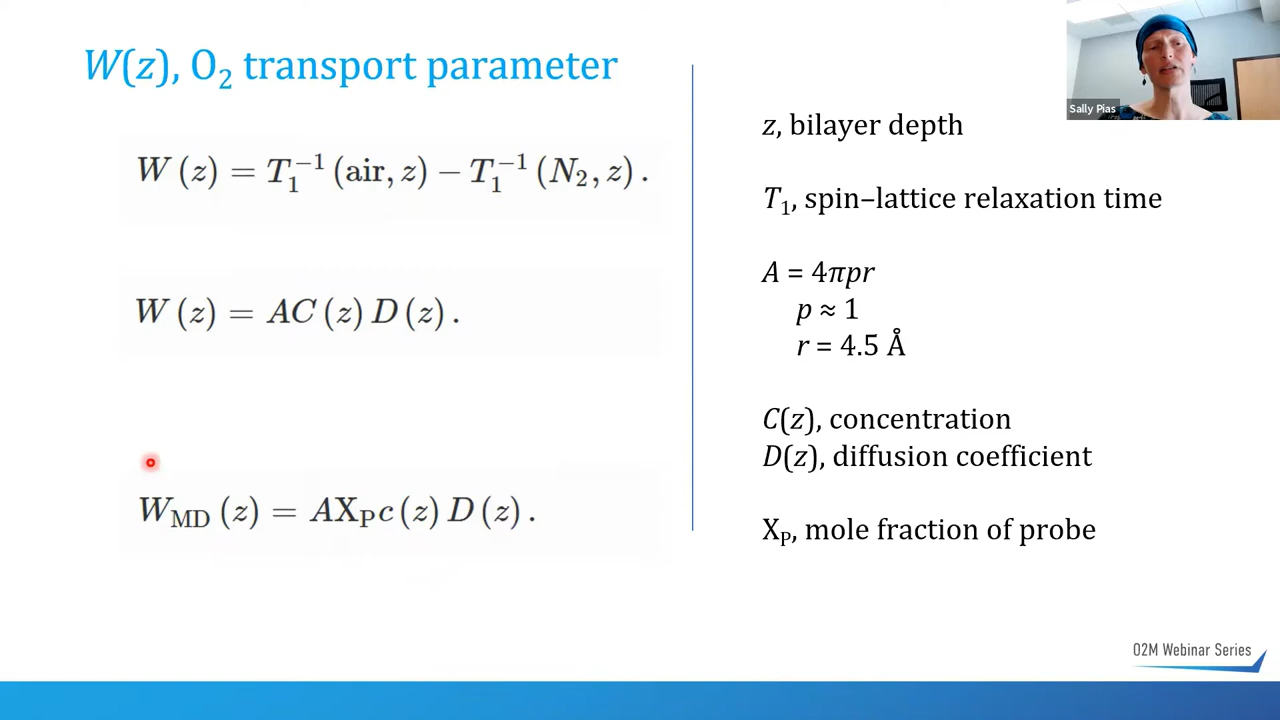 W(z), O₂ transport parameter
W (z) = T₁⁻¹ (air, z) − T₁⁻¹ (N₂, z) .
W (z) = AC (z) D (z) .
W_MD (z) = AX_P c (z) D (z) .
z, bilayer depth
T₁, spin–lattice relaxation time
A = 4πpr
p ≈ 1
r = 4.5 Å
C(z), concentration
D(z), diffusion coefficient
X_P, mole fraction of probe
Sally Pias
O2M Webinar Series